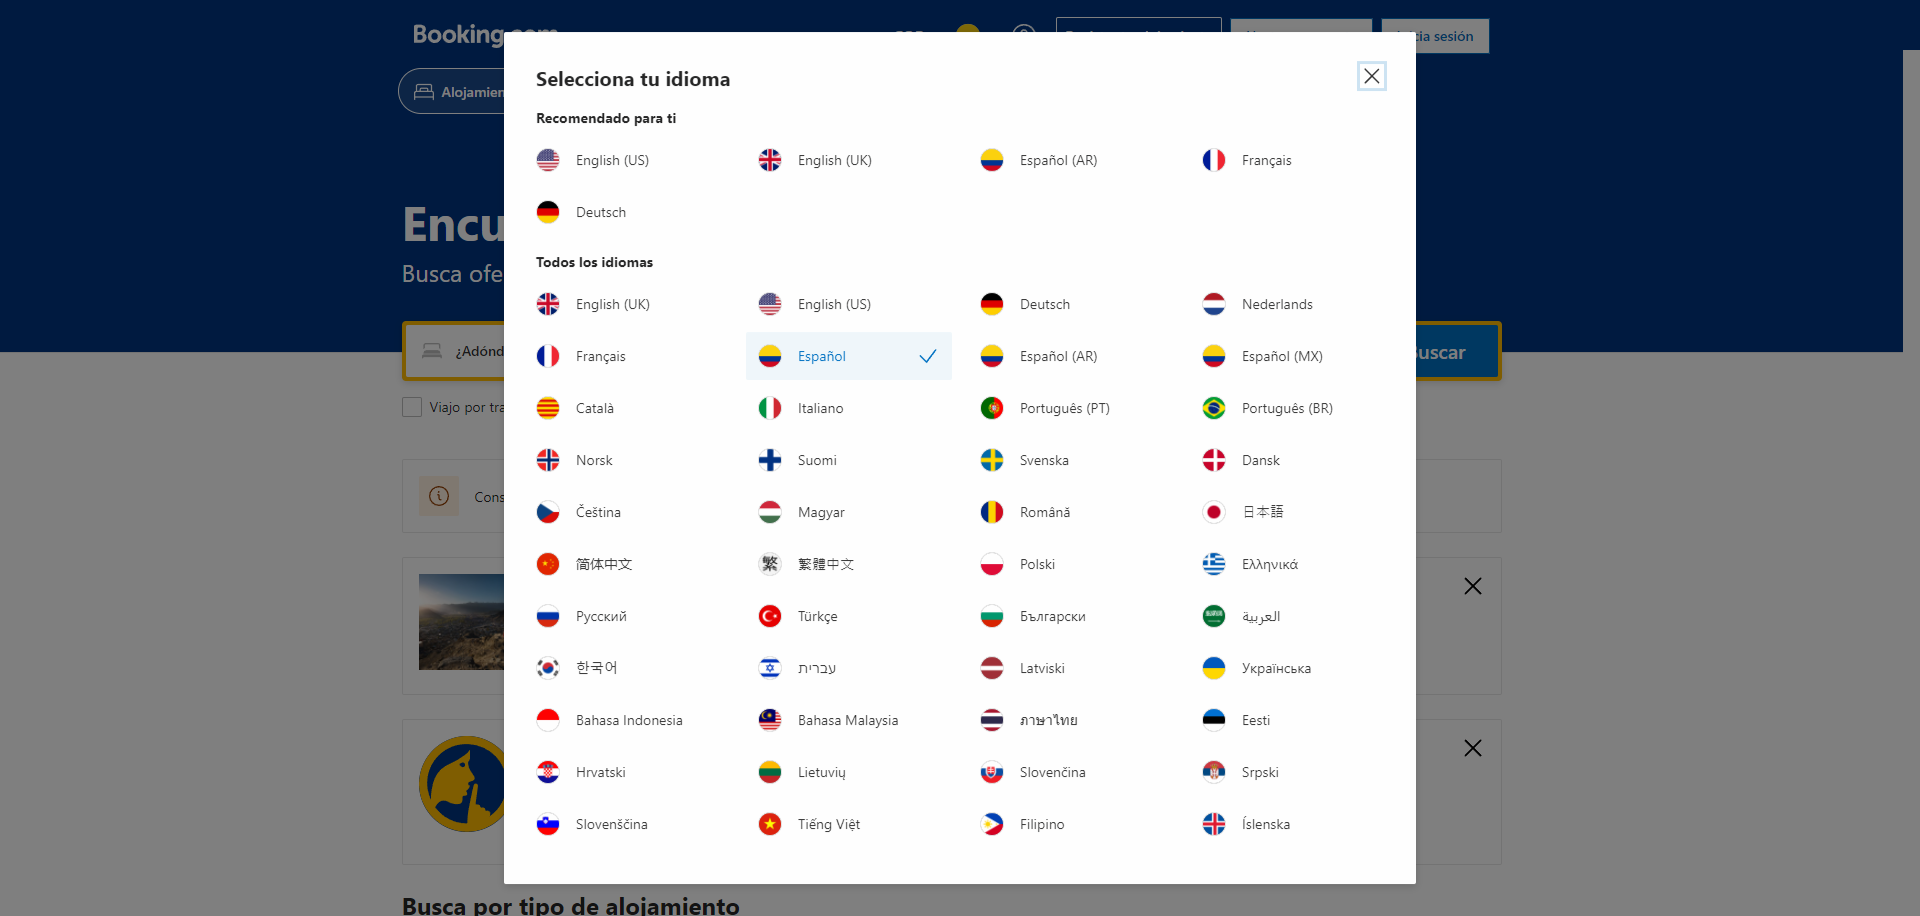 Booking.com
Inicia sesión
Alojamien
Selecciona tu idioma
Recomendado para ti
English (US)
English (UK)
Español (AR)
Français
Deutsch
Encu
Busca ofe
Todos los idiomas
English (UK)
English (US)
Deutsch
Nederlands
¿Adónd
Buscar
Français
Español
Español (AR)
Español (MX)
Viajo por tra
Català
Italiano
Português (PT)
Português (BR)
Norsk
Suomi
Svenska
Dansk
Cons
Čeština
Magyar
Română
日本語
简体中文
繁
繁體中文
Polski
Ελληνικά
Русский
Türkçe
Български
العربية
한국어
עברית
Latviski
Українська
Bahasa Indonesia
Bahasa Malaysia
ภาษาไทย
Eesti
Hrvatski
Lietuvių
Slovenčina
Srpski
Slovenščina
Tiếng Việt
Filipino
Íslenska
Busca por tipo de alojamiento